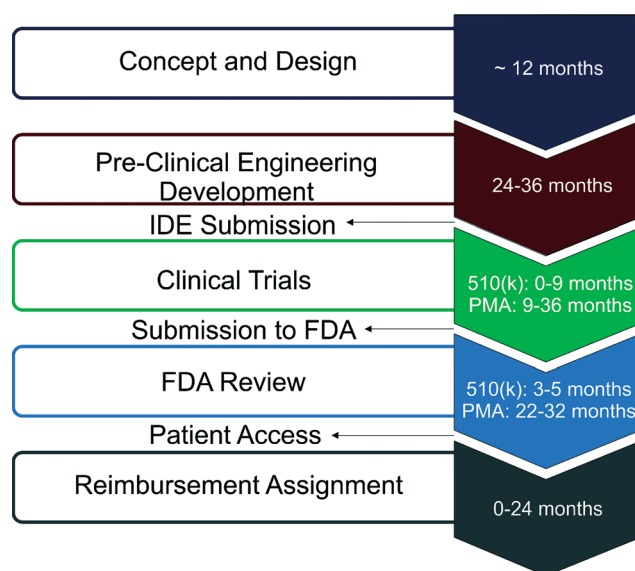 Concept and Design
~ 12 months
Pre-Clinical Engineering
Development
24-36 months
IDE Submission
Clinical Trials
510(k): 0-9 months
PMA: 9-36 months
Submission to FDA
FDA Review
510(k): 3-5 months
PMA: 22-32 months
Patient Access
Reimbursement Assignment
0-24 months